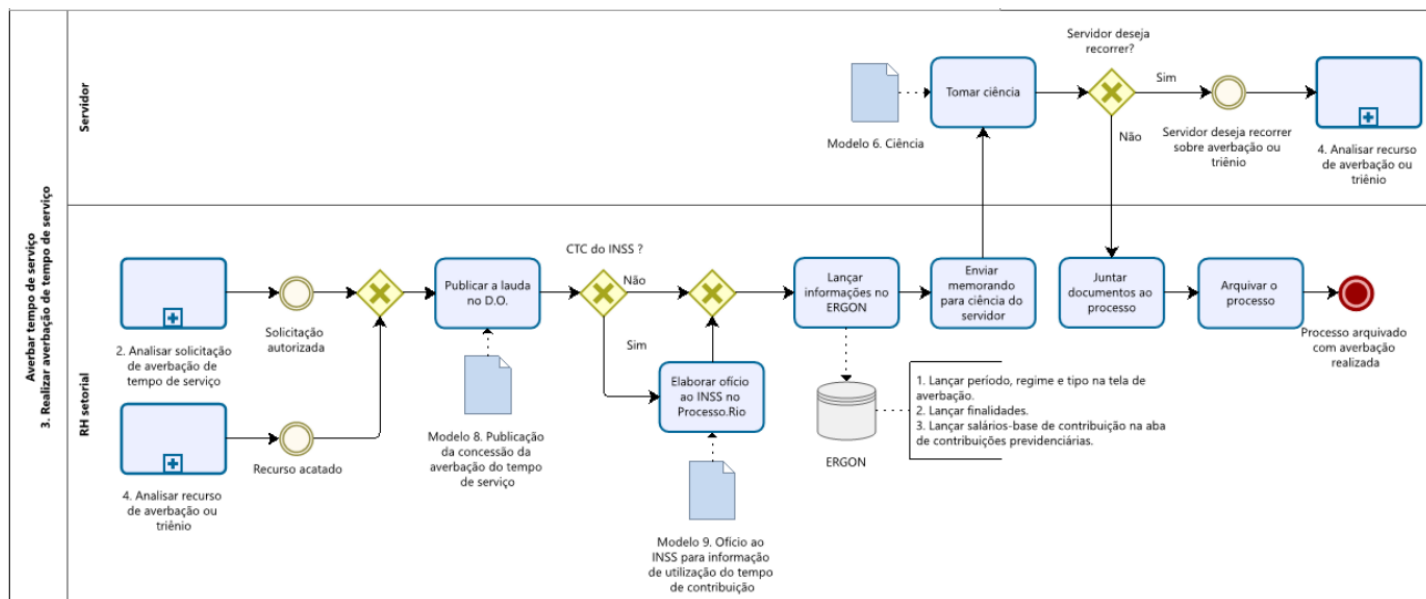 Averbar tempo de serviço
3. Realizar averbação de tempo de serviço
Servidor
Modelo 6. Ciência
Tomar ciência
Servidor deseja
recorrer?
Sim
Não
Servidor deseja recorrer
sobre averbação ou
triênio
4. Analisar recurso
de averbação ou
triênio
RH setorial
2. Analisar solicitação
de averbação de
tempo de serviço
Solicitação
autorizada
4. Analisar recurso
de averbação ou
triênio
Recurso acatado
Publicar a lauda
no D.O.
Modelo 8. Publicação
da concessão da
averbação do tempo
de serviço
CTC do INSS ?
Não
Sim
Elaborar ofício
ao INSS no
Processo.Rio
Modelo 9. Ofício ao
INSS para informação
de utilização do tempo
de contribuição
Lançar
informações no
ERGON
ERGON
1. Lançar período, regime e tipo na tela de
averbação.
2. Lançar finalidades.
3. Lançar salários-base de contribuição na aba
de contribuições previdenciárias.
Enviar
memorando
para ciência do
servidor
Juntar
documentos ao
processo
Arquivar o
processo
Processo arquivado
com averbação
realizada